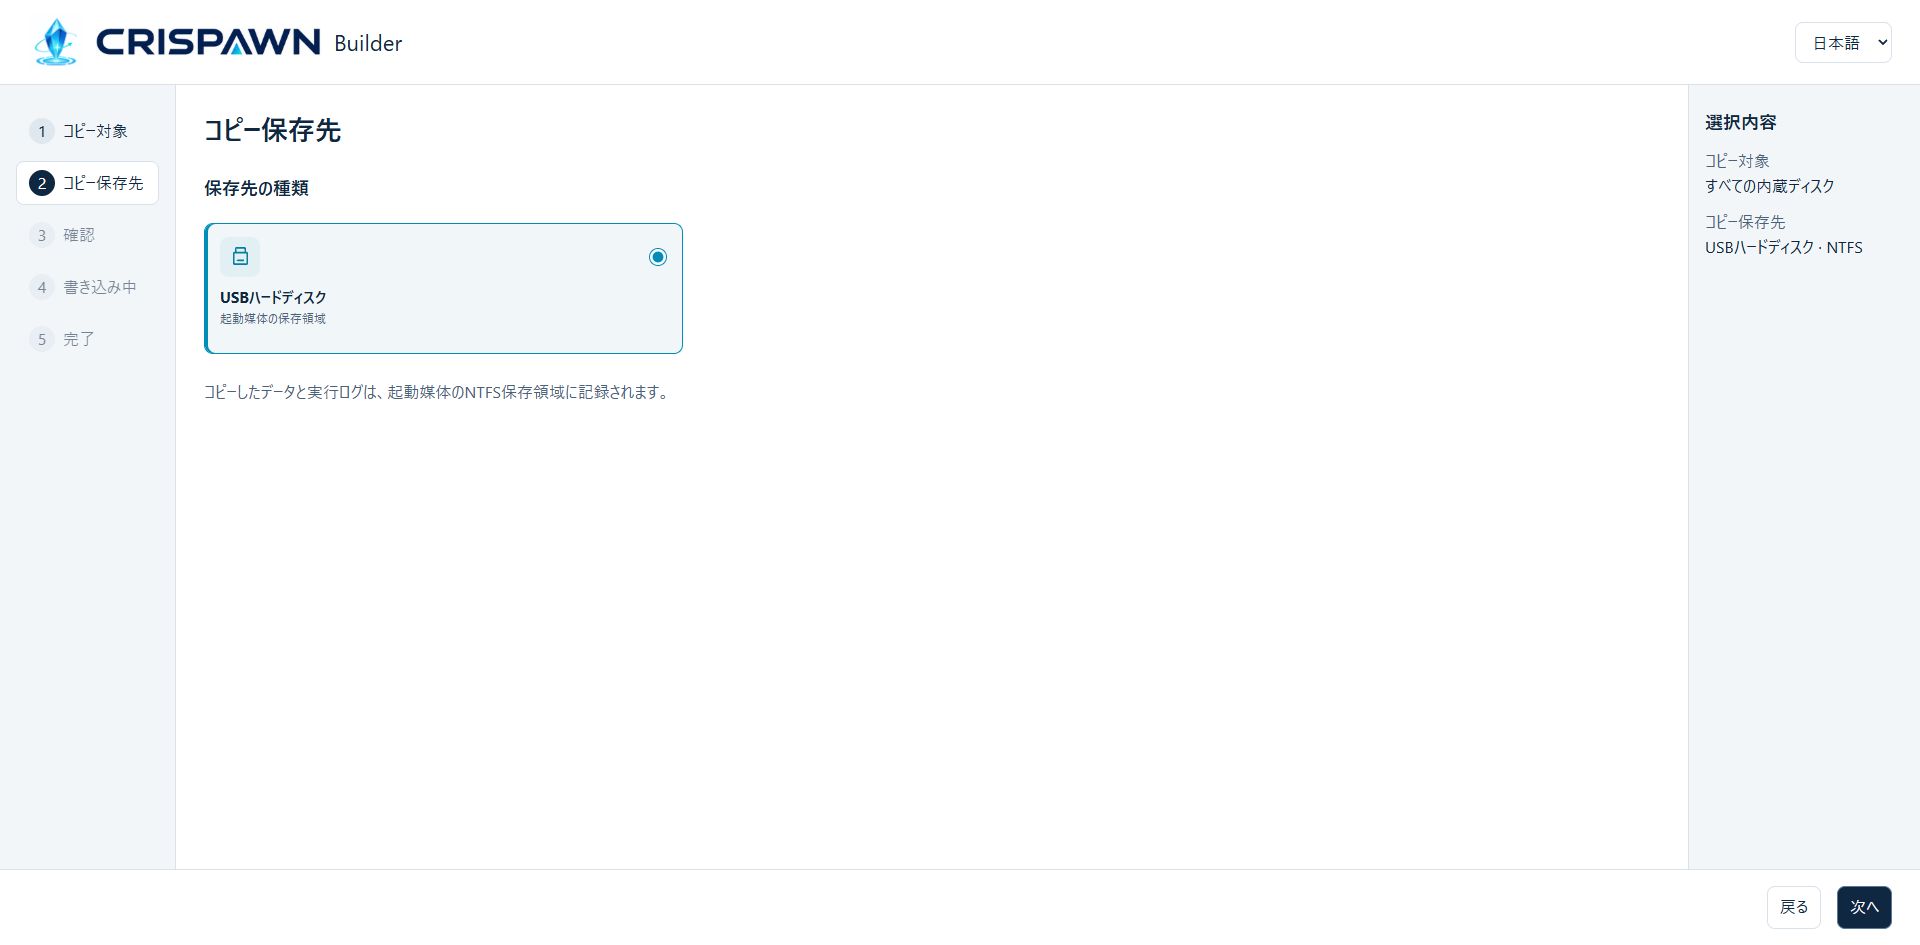 CRISPAWN Builder
日本語
1 コピー対象
2 コピー保存先
3 確認
4 書き込み中
5 完了
コピー保存先
保存先の種類
USBハードディスク
起動媒体の保存領域
コピーしたデータと実行ログは、起動媒体のNTFS保存領域に記録されます。
選択内容
コピー対象
すべての内蔵ディスク
コピー保存先
USBハードディスク · NTFS
戻る
次へ